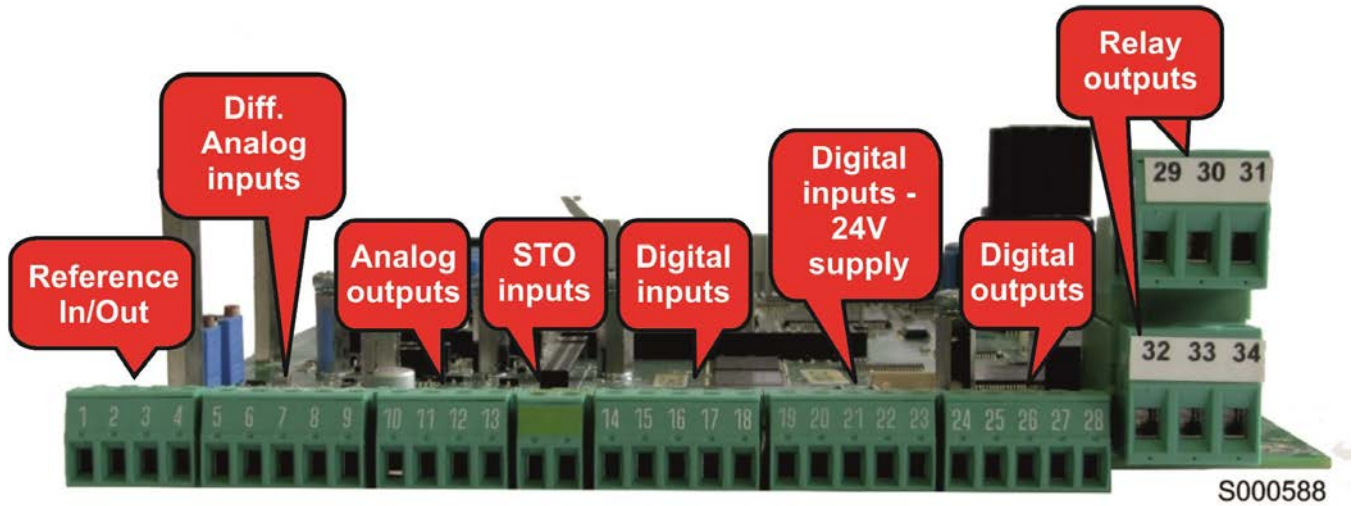 Relay
outputs
Diff.
Analog
inputs
Digital
inputs -
24V
supply
Reference
In/Out
Analog
outputs
STO
inputs
Digital
inputs
Digital
outputs
29 30 31
32 33 34
1 2 3 4
5 6 7 8 9
10 11 12 13
14 15 16 17 18
19 20 21 22 23
24 25 26 27 28
S000588